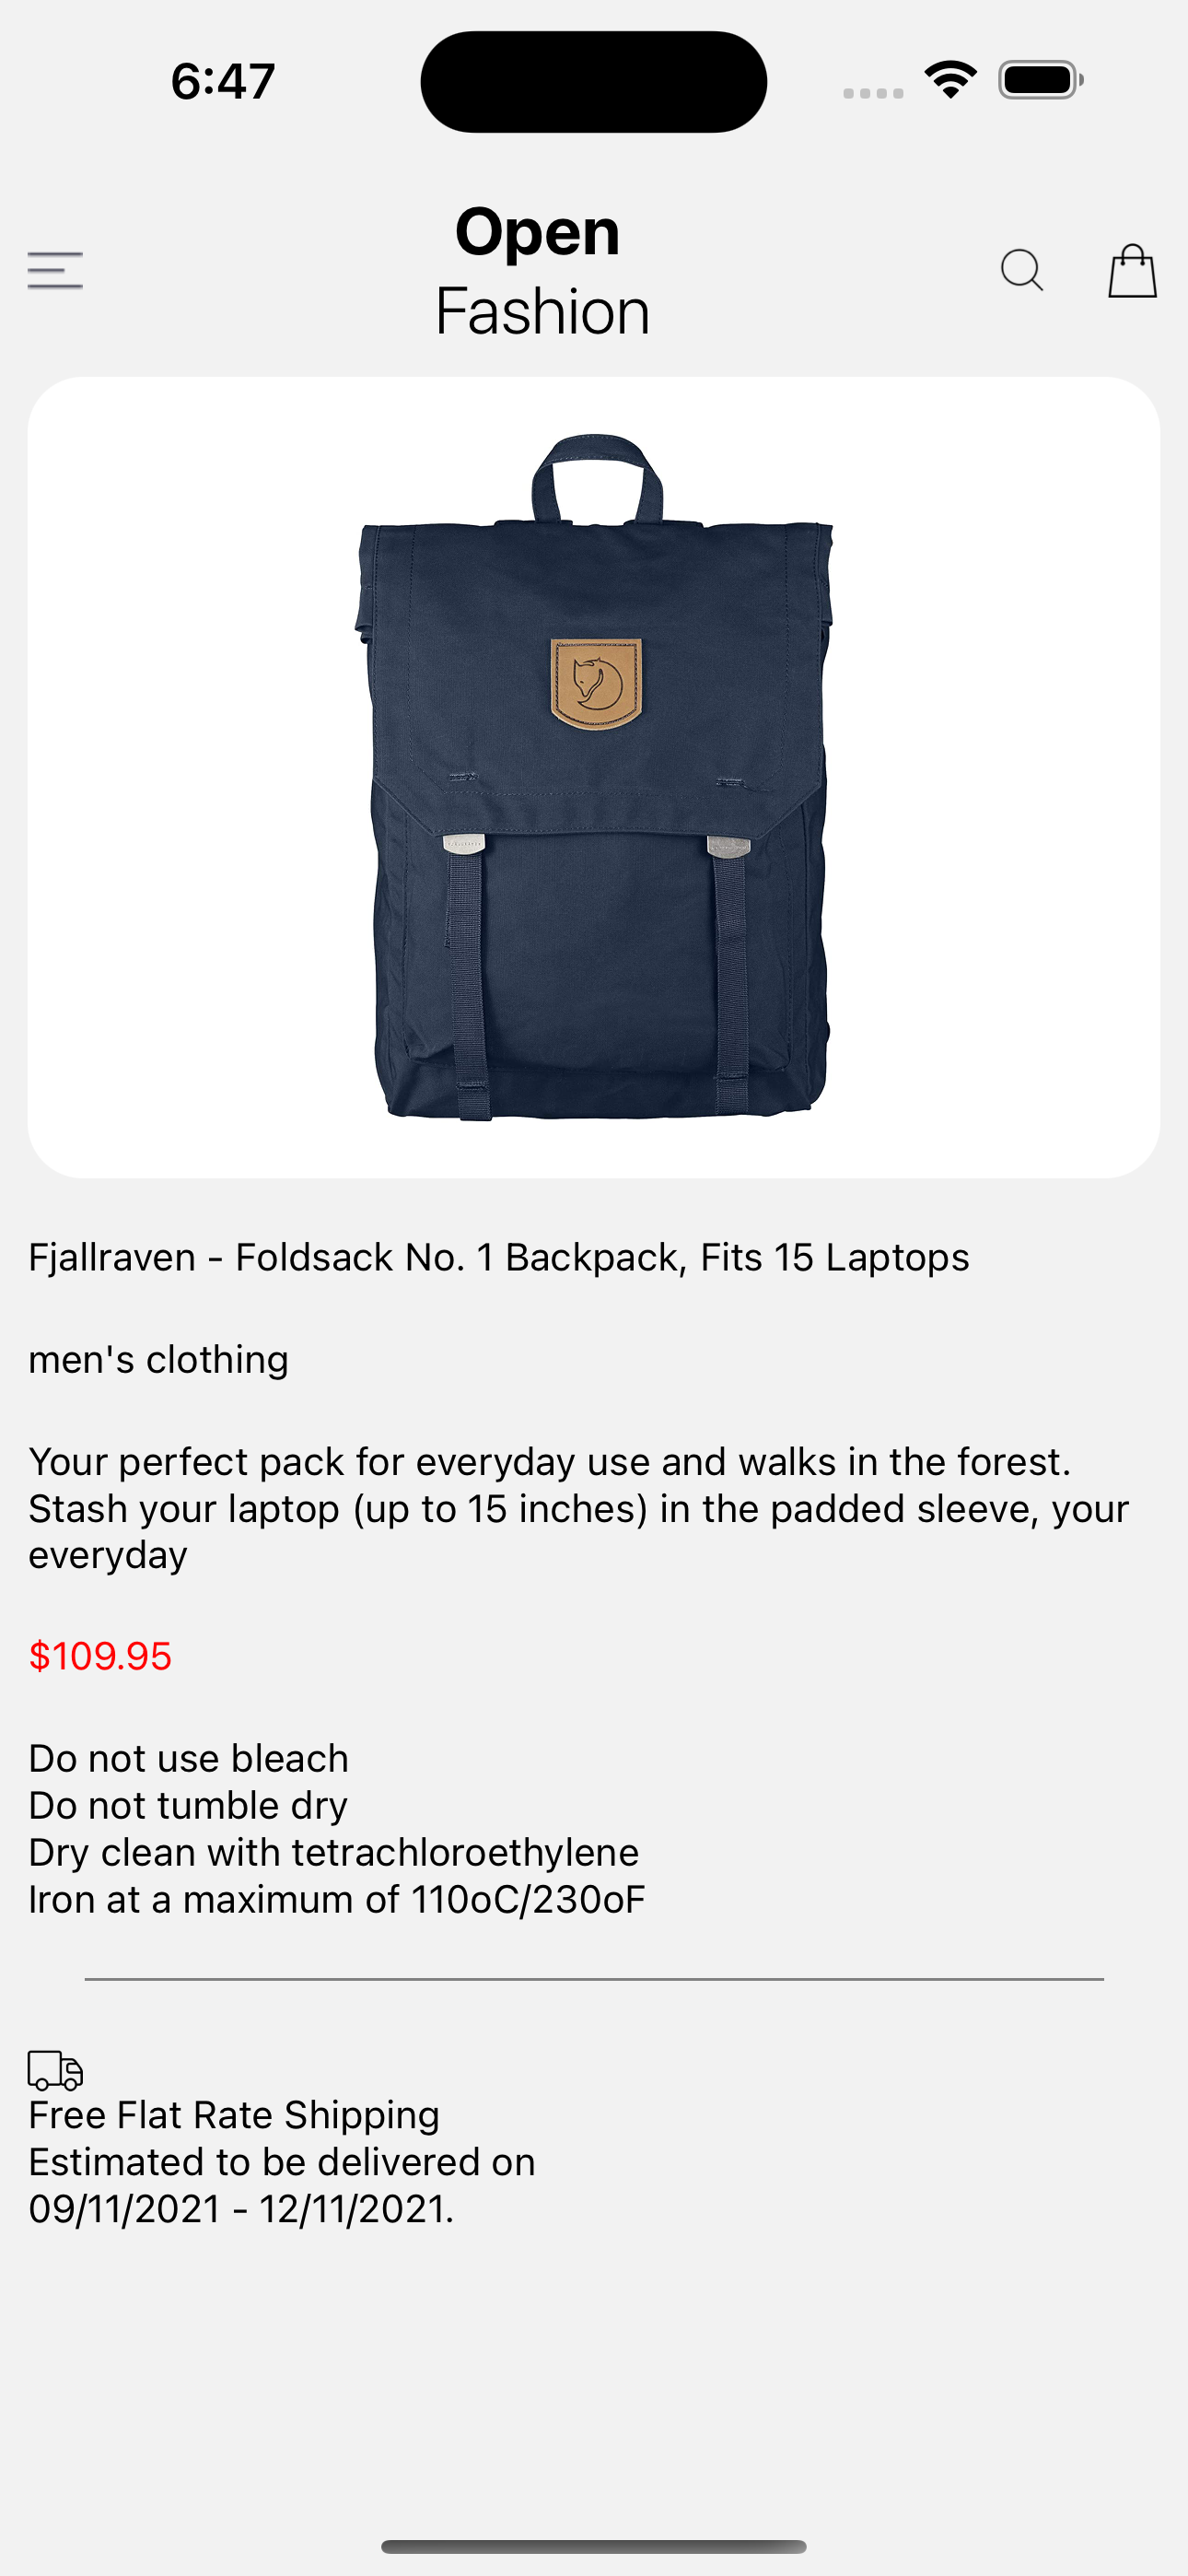 6:47
Open
Fashion
Fjallraven - Foldsack No. 1 Backpack, Fits 15 Laptops
men's clothing
Your perfect pack for everyday use and walks in the forest.
Stash your laptop (up to 15 inches) in the padded sleeve, your
everyday
$109.95
Do not use bleach
Do not tumble dry
Dry clean with tetrachloroethylene
Iron at a maximum of 110oC/230oF
Free Flat Rate Shipping
Estimated to be delivered on
09/11/2021 - 12/11/2021.